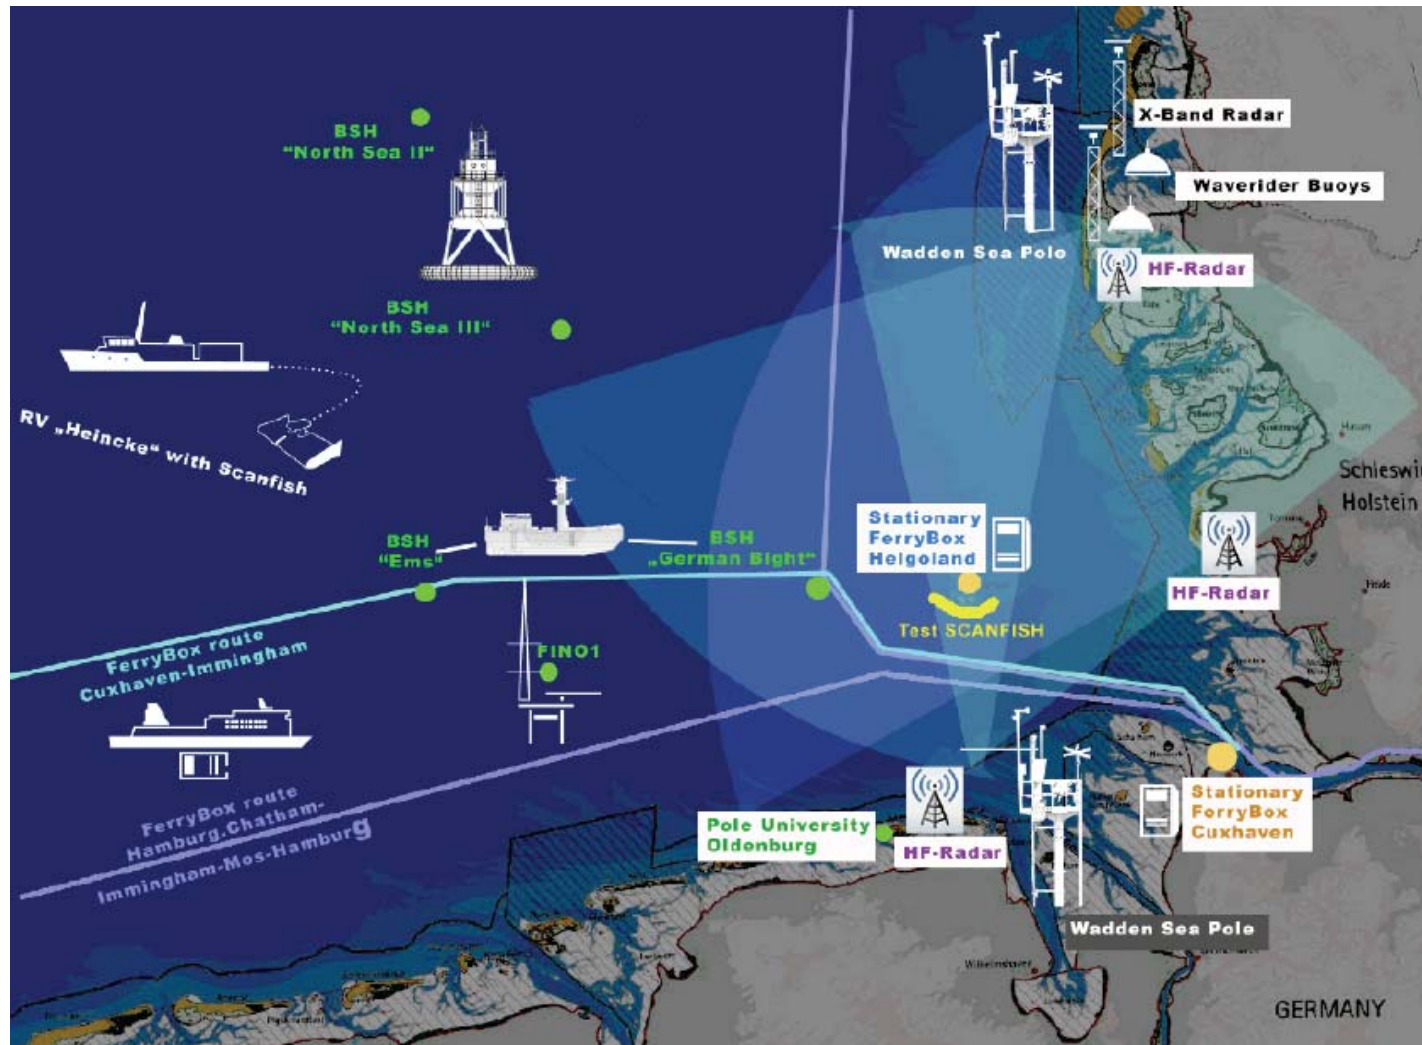 BSH
"North Sea II"
X-Band Radar
Waverider Buoys
Wadden Sea Pole
HF-Radar
BSH
"North Sea III"
RV „Heincke“ with Scanfish
Husum
Schleswi
Holstein
Stationary
FerryBox
Helgoland
BSH
"Ems"
BSH
„German Bight"
HF-Radar
Test SCANFISH
FerryBox route
Cuxhaven-Immingham
FINO1
FerryBox route
Hamburg.Chatham-
Immingham-Mos-Hamburg
Stationary
FerryBox
Cuxhaven
Pole University
Oldenburg
HF-Radar
Wadden Sea Pole
Wilhelmshaven
GERMANY